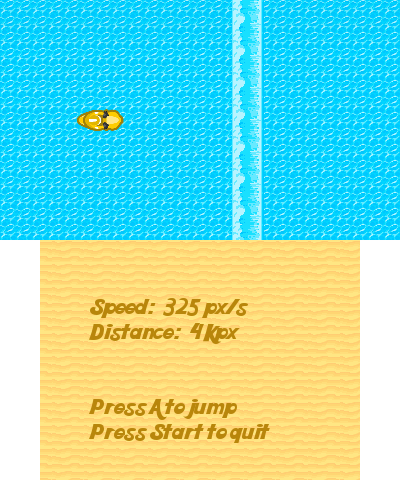 Speed: 325 px/s
Distance: 4Kpx
Press A to jump
Press Start to quit